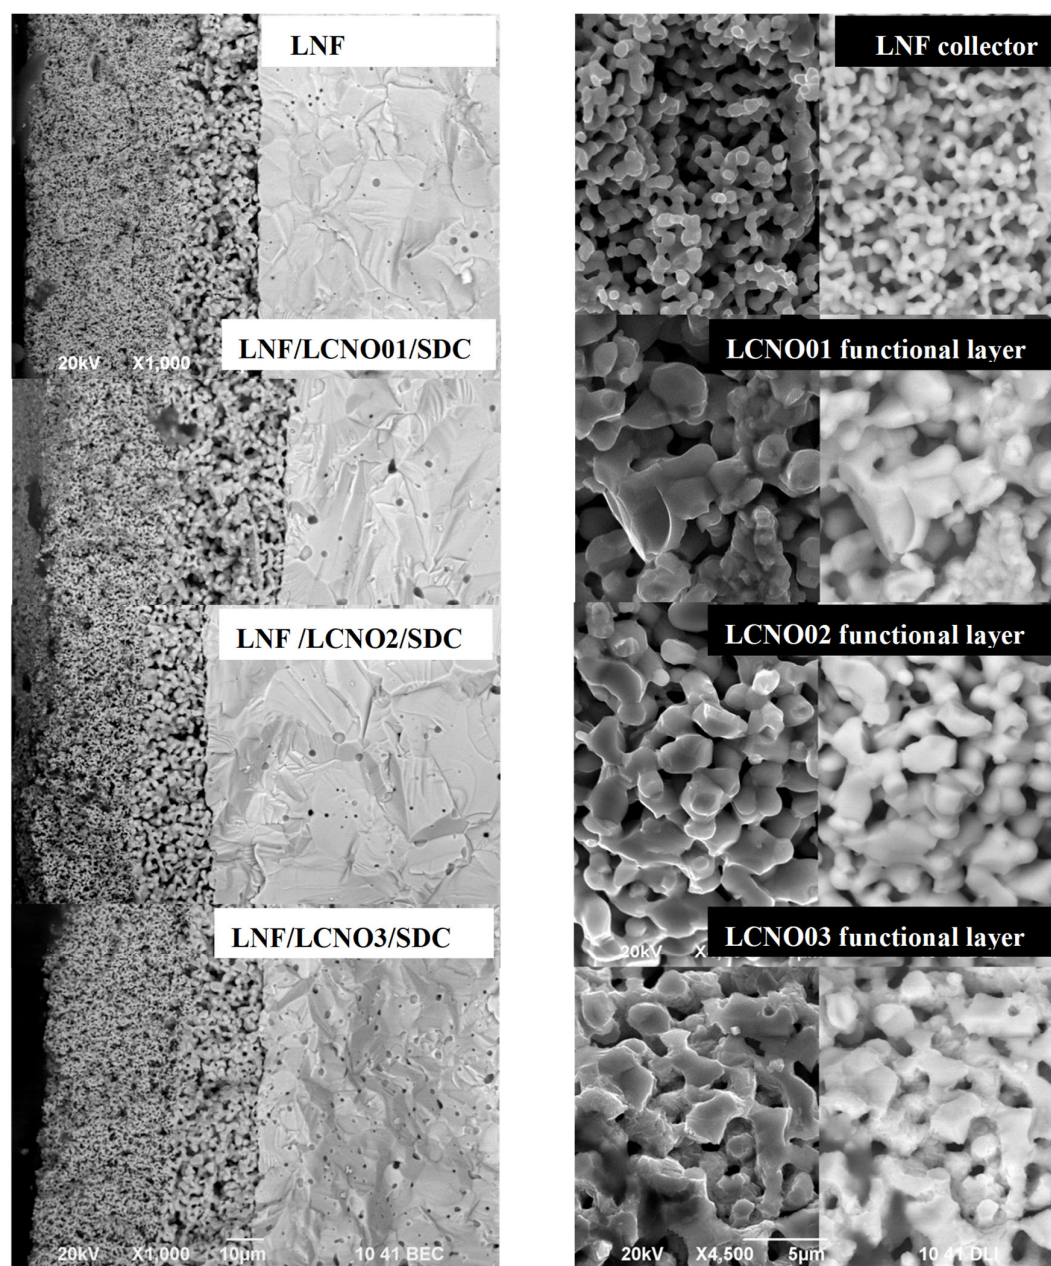 LNF
20kV X1,000
LNF/LCNO01/SDC
LNF /LCNO2/SDC
LNF/LCNO3/SDC
20kV X1,000 10µm 10 41 BEC
LNF collector
LCNO01 functional layer
LCNO02 functional layer
20kV
LCNO03 functional layer
20kV X4,500 5µm 10 41 DLI